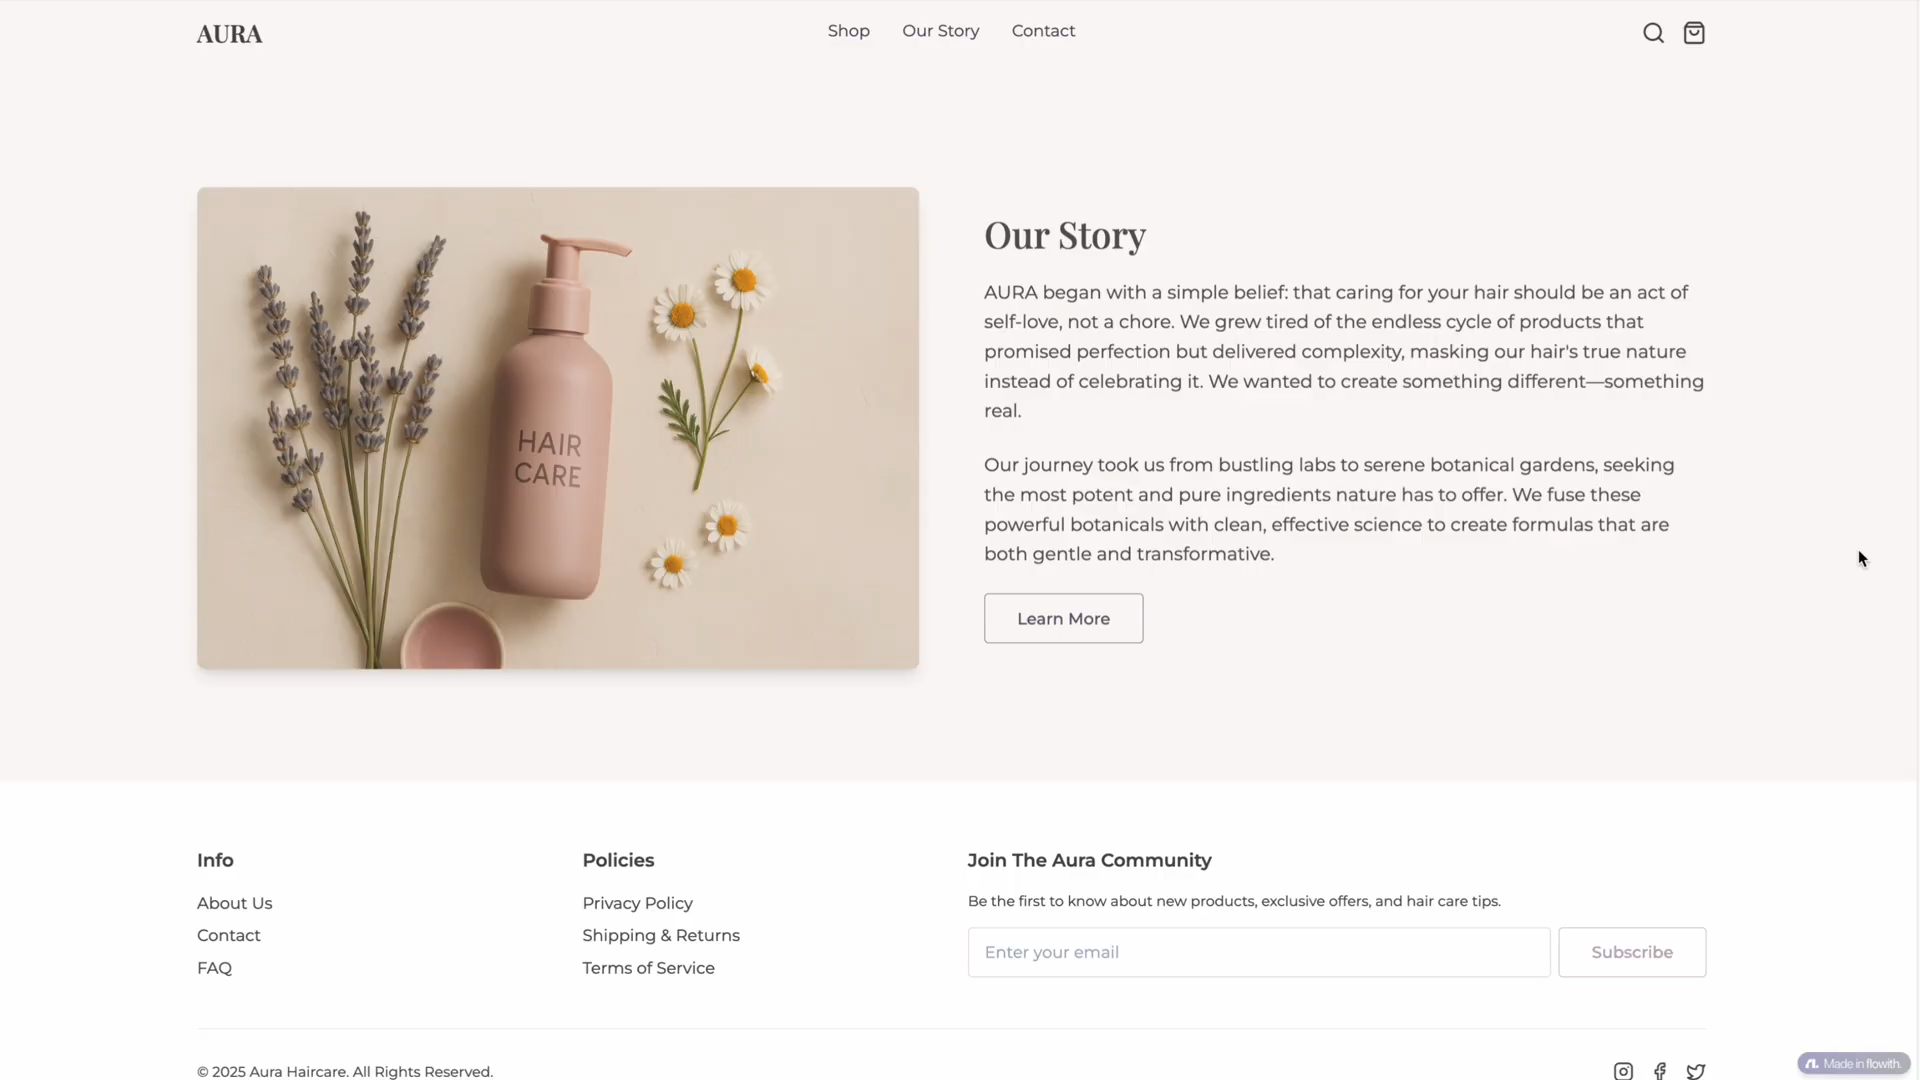 AURA
Shop
Our Story
Contact
HAIR
CARE
Our Story
AURA began with a simple belief: that caring for your hair should be an act of
self-love, not a chore. We grew tired of the endless cycle of products that
promised perfection but delivered complexity, masking our hair's true nature
instead of celebrating it. We wanted to create something different—something
real.
Our journey took us from bustling labs to serene botanical gardens, seeking
the most potent and pure ingredients nature has to offer. We fuse these
powerful botanicals with clean, effective science to create formulas that are
both gentle and transformative.
Learn More
Info
About Us
Contact
FAQ
Policies
Privacy Policy
Shipping & Returns
Terms of Service
Join The Aura Community
Be the first to know about new products, exclusive offers, and hair care tips.
Enter your email
Subscribe
© 2025 Aura Haircare. All Rights Reserved.
Made in flowith.